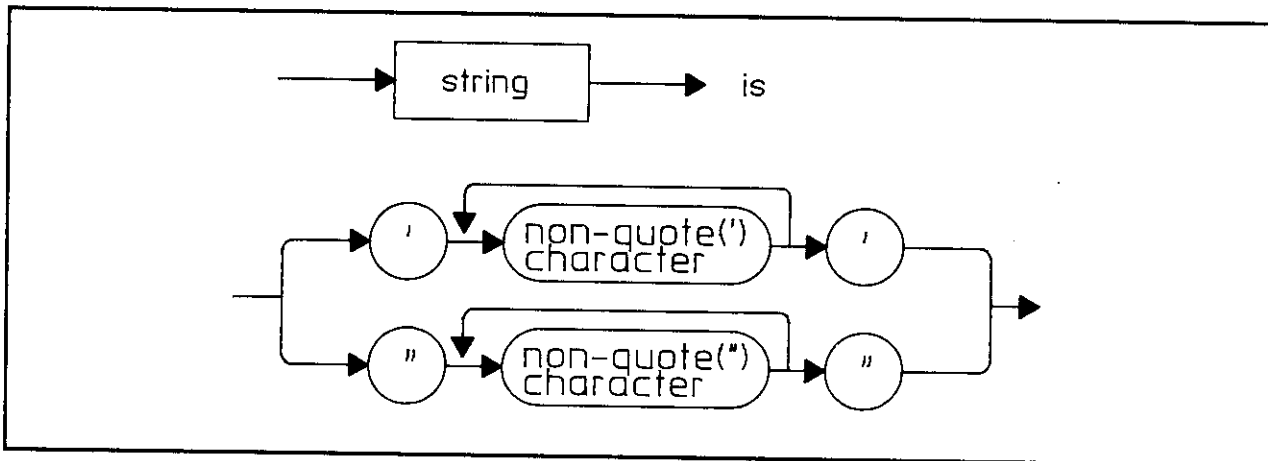 string is
' non-quote(') '
character
" non-quote(") "
character